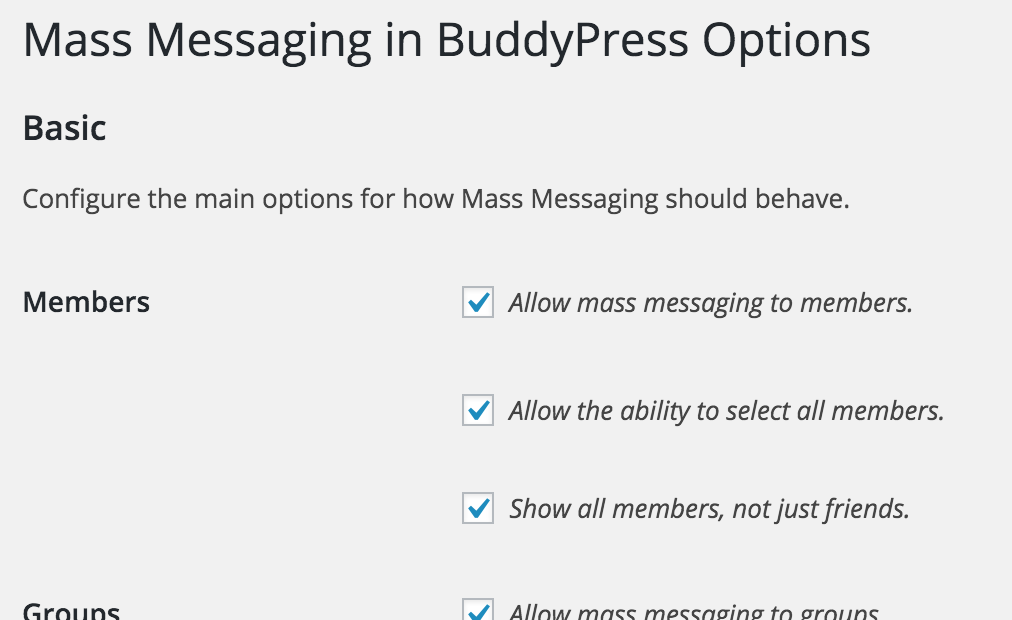 Mass Messaging in BuddyPress Options
Basic
Configure the main options for how Mass Messaging should behave.
Members
Allow mass messaging to members.
Allow the ability to select all members.
Show all members, not just friends.
Groups
Allow mass messaging to groups